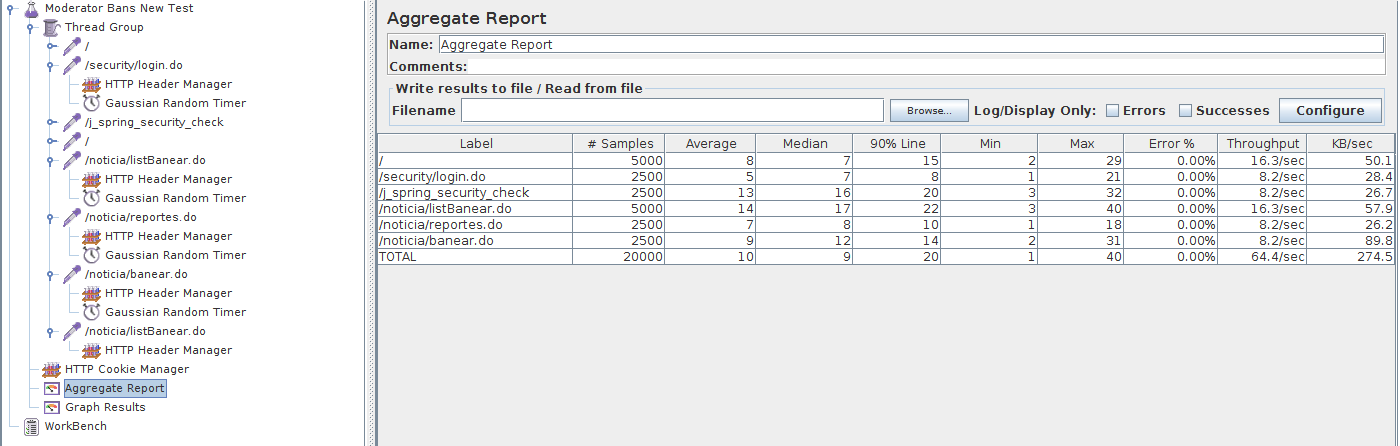 Moderator Bans New Test
Thread Group
/
/security/login.do
HTTP Header Manager
Gaussian Random Timer
/j_spring_security_check
/
/noticia/listBanear.do
HTTP Header Manager
Gaussian Random Timer
/noticia/reportes.do
HTTP Header Manager
Gaussian Random Timer
/noticia/banear.do
HTTP Header Manager
Gaussian Random Timer
/noticia/listBanear.do
HTTP Header Manager
HTTP Cookie Manager
Aggregate Report
Graph Results
WorkBench
Aggregate Report
Name: Aggregate Report
Comments:
Write results to file / Read from file
Filename Browse... Log/Display Only: Errors Successes Configure
Label # Samples Average Median 90% Line Min Max Error % Throughput KB/sec
/ 5000 8 7 15 2 29 0.00% 16.3/sec 50.1
/security/login.do 2500 5 7 8 1 21 0.00% 8.2/sec 28.4
/j_spring_security_check 2500 13 16 20 3 32 0.00% 8.2/sec 26.7
/noticia/listBanear.do 5000 14 17 22 3 40 0.00% 16.3/sec 57.9
/noticia/reportes.do 2500 7 8 10 1 18 0.00% 8.2/sec 26.2
/noticia/banear.do 2500 9 12 14 2 31 0.00% 8.2/sec 89.8
TOTAL 20000 10 9 20 1 40 0.00% 64.4/sec 274.5